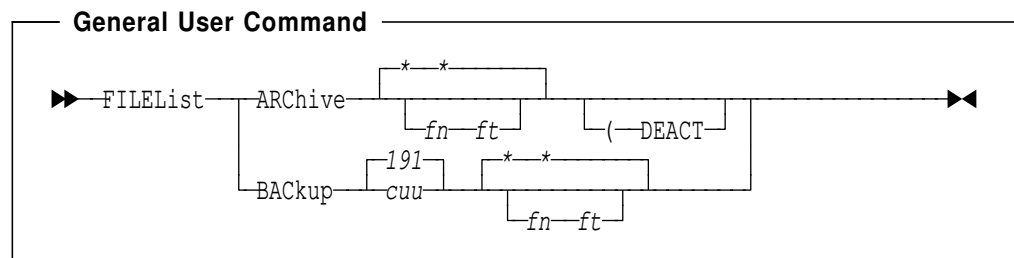 General User Command
* *
FILEList ARChive
fn ft ( DEACT
191 * *
BACkup cuu
fn ft